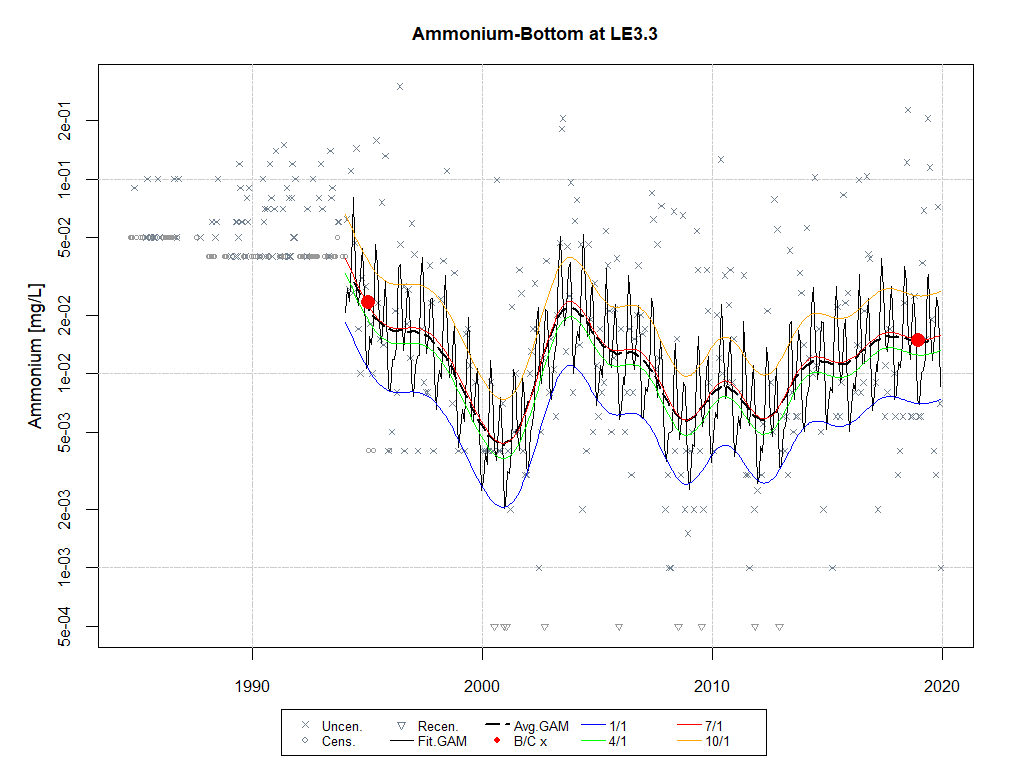 Ammonium-Bottom at LE3.3
Ammonium [mg/L]
2e-01
1e-01
5e-02
2e-02
1e-02
5e-03
2e-03
1e-03
5e-04
1990 2000 2010 2020
Uncen. Recen. Avg.GAM 1/1 7/1
Cens. Fit.GAM B/C x 4/1 10/1